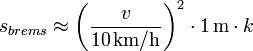 s_{brems} ≈ (v / 10 km/h)² · 1 m · k